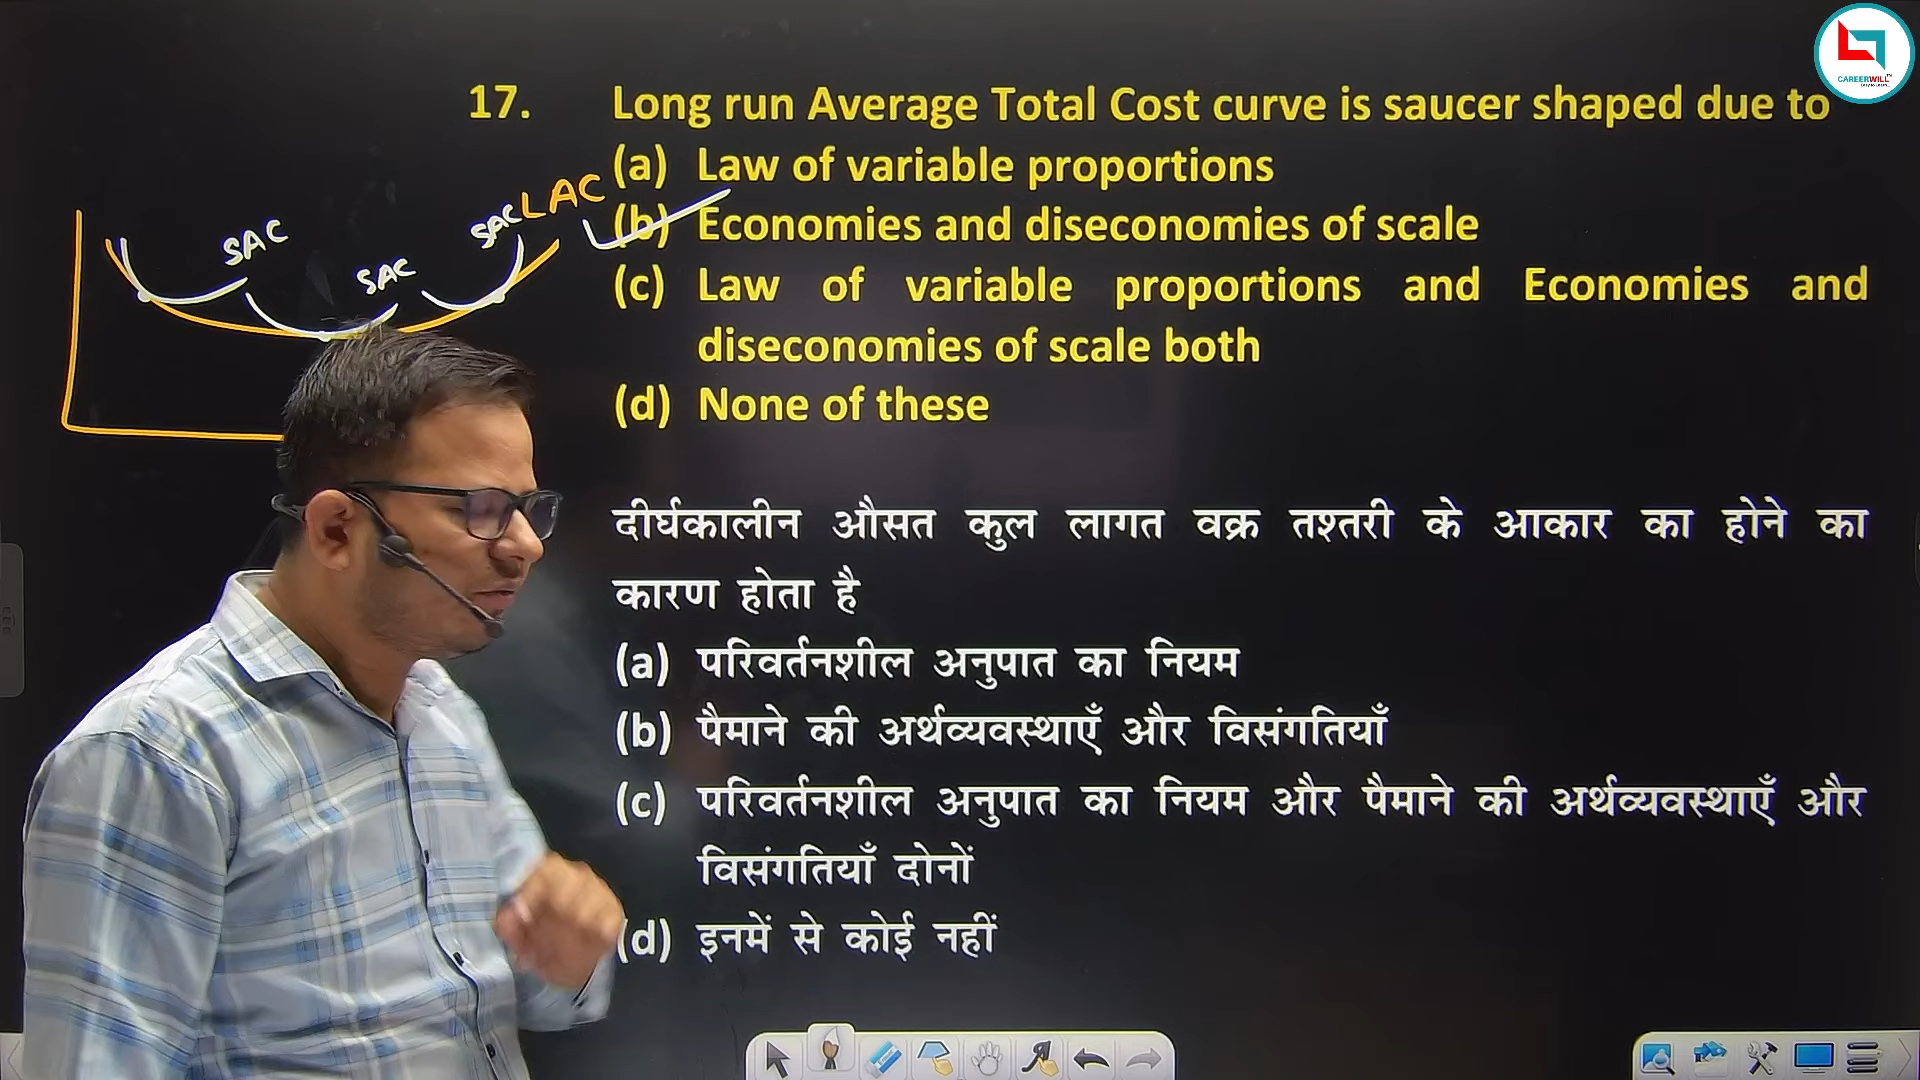 CAREERWILL
17. Long run Average Total Cost curve is saucer shaped due to
(a) Law of variable proportions
(b) Economies and diseconomies of scale
(c) Law of variable proportions and Economies and
diseconomies of scale both
(d) None of these
SAC
SAC
SAC LAC
दीर्घकालीन औसत कुल लागत वक्र तश्तरी के आकार का होने का
कारण होता है
(a) परिवर्तनशील अनुपात का नियम
(b) पैमाने की अर्थव्यवस्थाएँ और विसंगतियाँ
(c) परिवर्तनशील अनुपात का नियम और पैमाने की अर्थव्यवस्थाएँ और
विसंगतियाँ दोनों
(d) इनमें से कोई नहीं